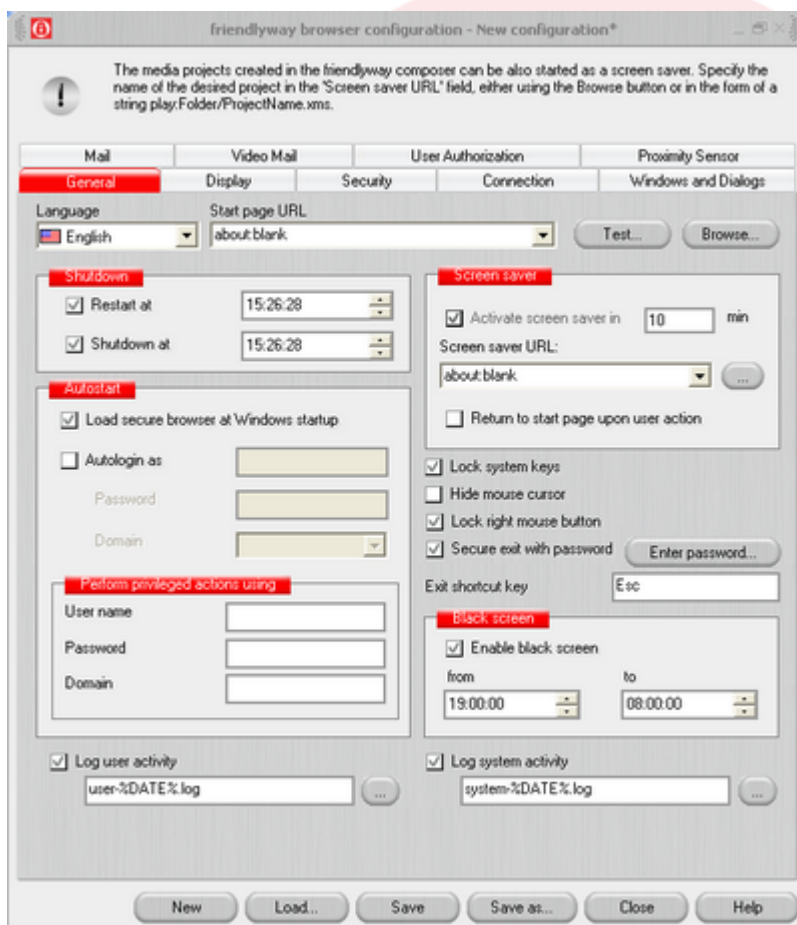 friendlyway browser configuration - New configuration*
The media projects created in the friendlyway composer can be also started as a screen saver. Specify the
name of the desired project in the "Screen saver URL" field, either using the Browse button or in the form of a
string play:Folder/ProjectName.xms.
Mail Video Mail User Authorization Proximity Sensor
General Display Security Connection Windows and Dialogs
Language Start page URL
English about:blank Test... Browse...
Shutdown
Restart at 15:26:28
Shutdown at 15:26:28
Autostart
Load secure browser at Windows startup
Autologin as
Password
Domain
Perform privileged actions using
User name
Password
Domain
Screen saver
Activate screen saver in 10 min
Screen saver URL:
about:blank ...
Return to start page upon user action
Lock system keys
Hide mouse cursor
Lock right mouse button
Secure exit with password Enter password...
Exit shortcut key Esc
Black screen
Enable black screen
from to
19:00:00 08:00:00
Log user activity Log system activity
user-%DATE%.log ... system-%DATE%.log ...
New Load... Save Save as... Close Help